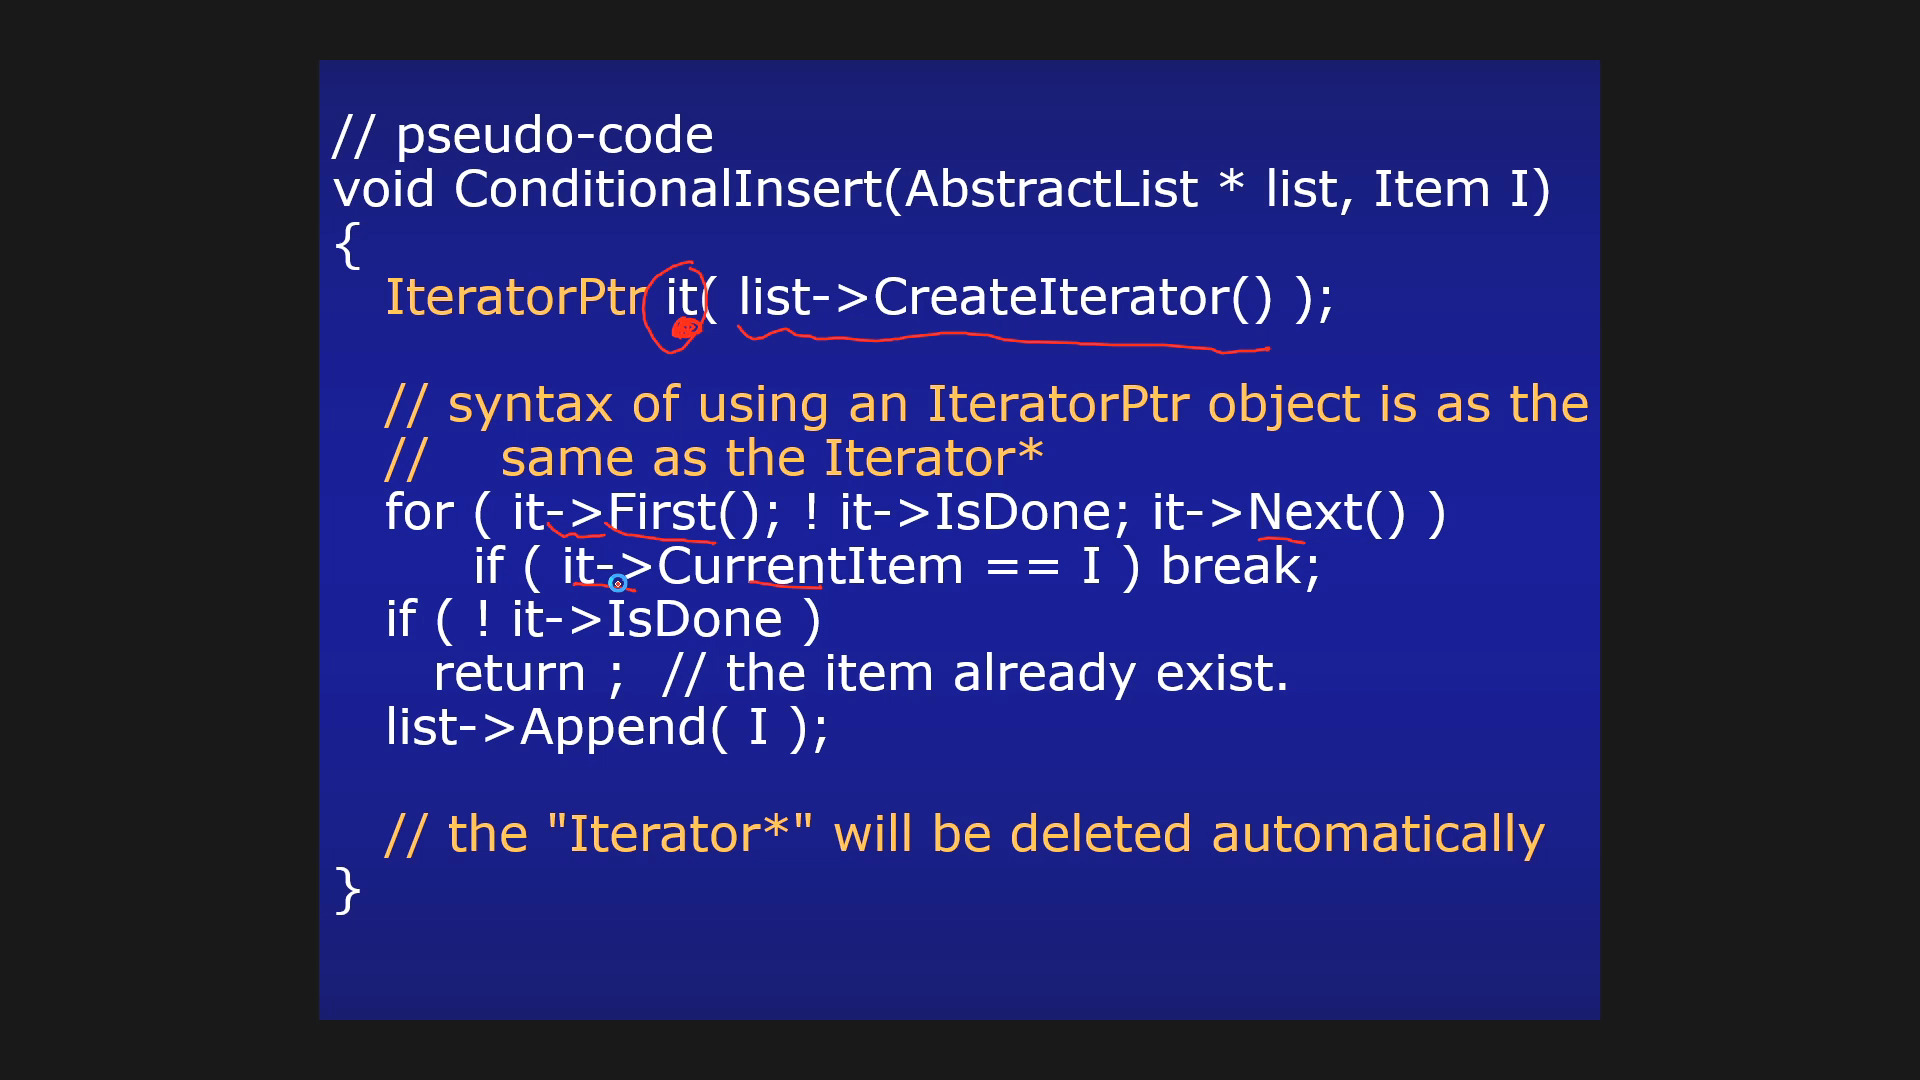 // pseudo-code
void ConditionalInsert(AbstractList * list, Item I)
{
IteratorPtr it( list->CreateIterator() );
// syntax of using an IteratorPtr object is as the
// same as the Iterator*
for ( it->First(); ! it->IsDone; it->Next() )
if ( it->CurrentItem == I ) break;
if ( ! it->IsDone )
return ; // the item already exist.
list->Append( I );
// the "Iterator*" will be deleted automatically
}